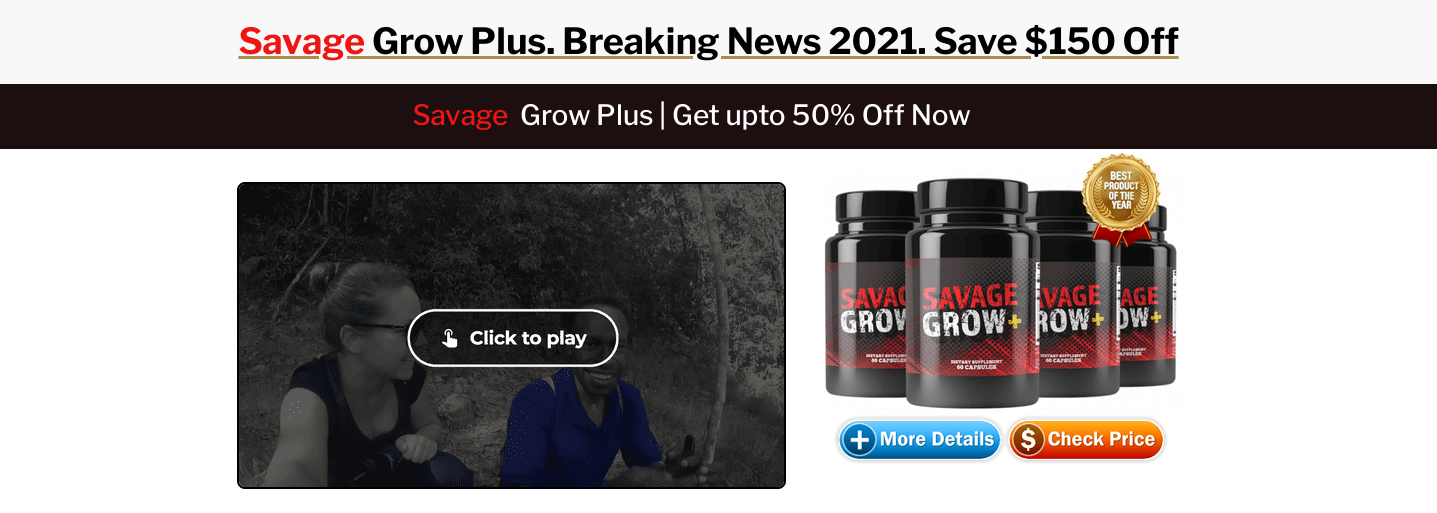 Savage Grow Plus. Breaking News 2021. Save $150 Off
Savage Grow Plus | Get upto 50% Off Now
Click to play
BEST
PRODUCT
OF THE
YEAR
SAVAGE
GROW+
DIETARY SUPPLEMENT
60 CAPSULES
More Details
Check Price